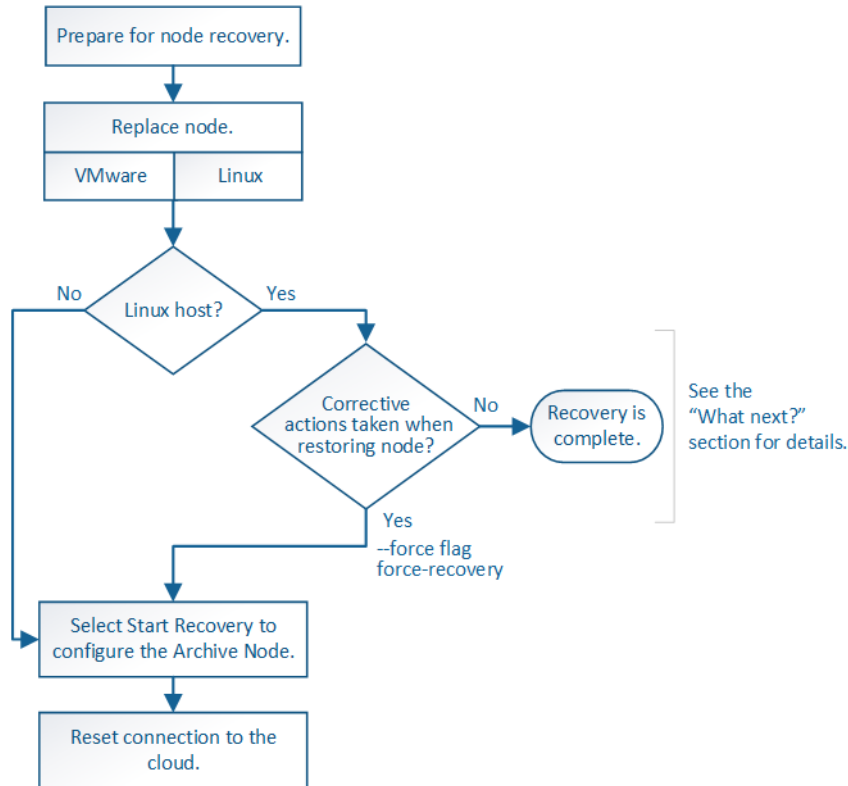 Prepare for node recovery.
Replace node.
VMware
Linux
Linux host?
No
Yes
Corrective
actions taken when
restoring node?
No
Recovery is
complete.
See the
“What next?”
section for details.
Yes
--force flag
force-recovery
Select Start Recovery to
configure the Archive Node.
Reset connection to the
cloud.